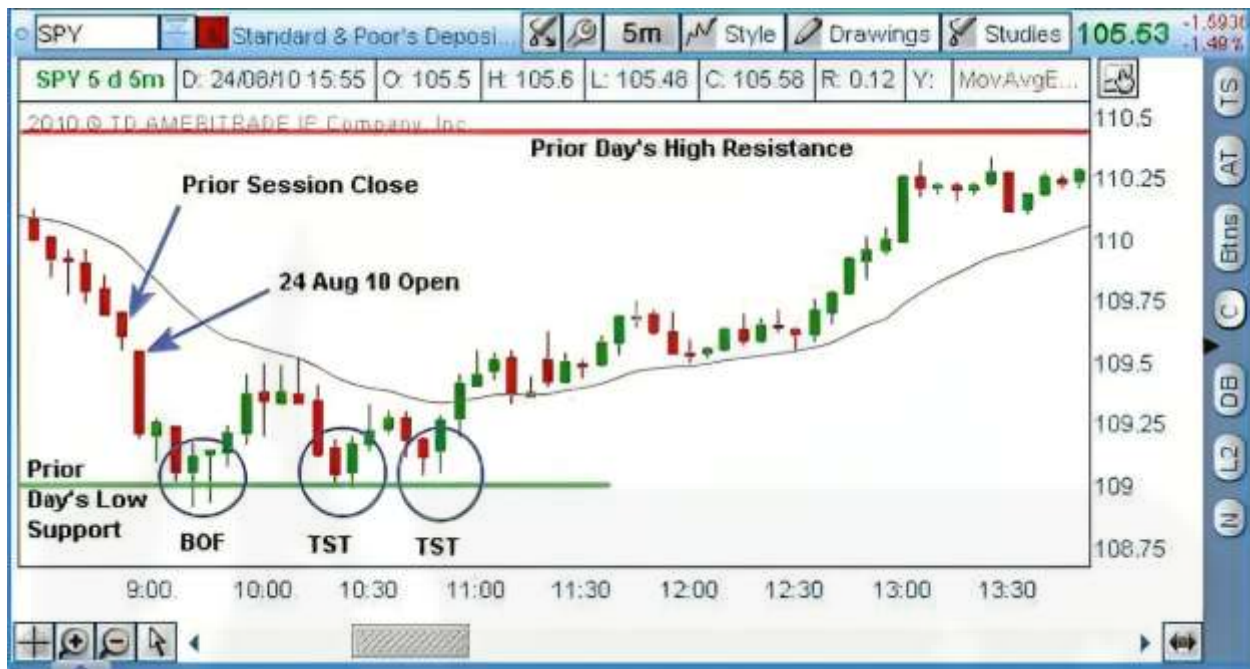 SPY Standard & Poor's Deposi... 5m Style Drawings Studies 105.53 -1.5936
-1.49%
SPY 5 d 5m D: 24/08/10 15:55 O: 105.5 H: 105.6 L: 105.48 C: 105.58 R: 0.12 Y: MovAvgE...
2010 © TD AMERITRADE IP Company, Inc.
Prior Day's High Resistance
Prior Session Close
24 Aug 10 Open
Prior
Day's Low
Support
BOF TST TST
110.5
110.25
110
109.75
109.5
109.25
109
108.75
9:00 10:00 10:30 11:00 11:30 12:00 12:30 13:00 13:30
TS
AT
Btns
C
DB
L2
N